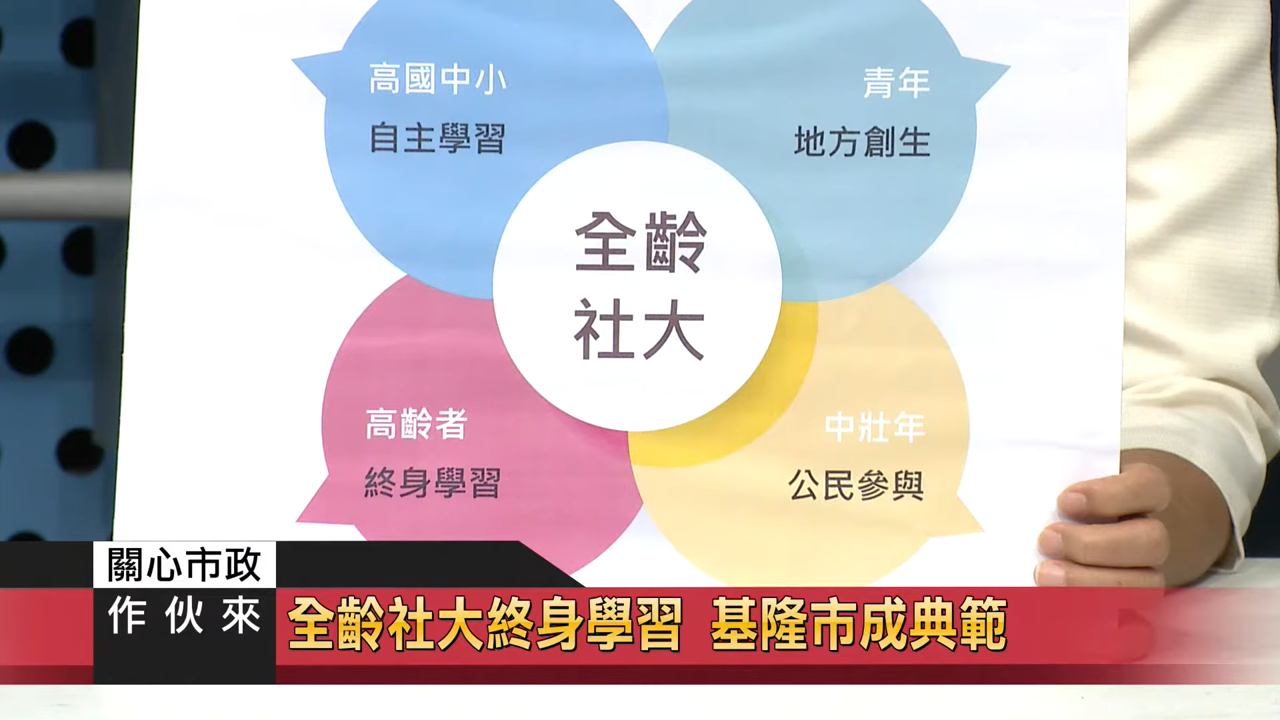 高國中小
自主學習
青年
地方創生
全齡
社大
高齡者
終身學習
中壯年
公民參與
關心市政
作伙來
全齡社大終身學習 基隆市成典範